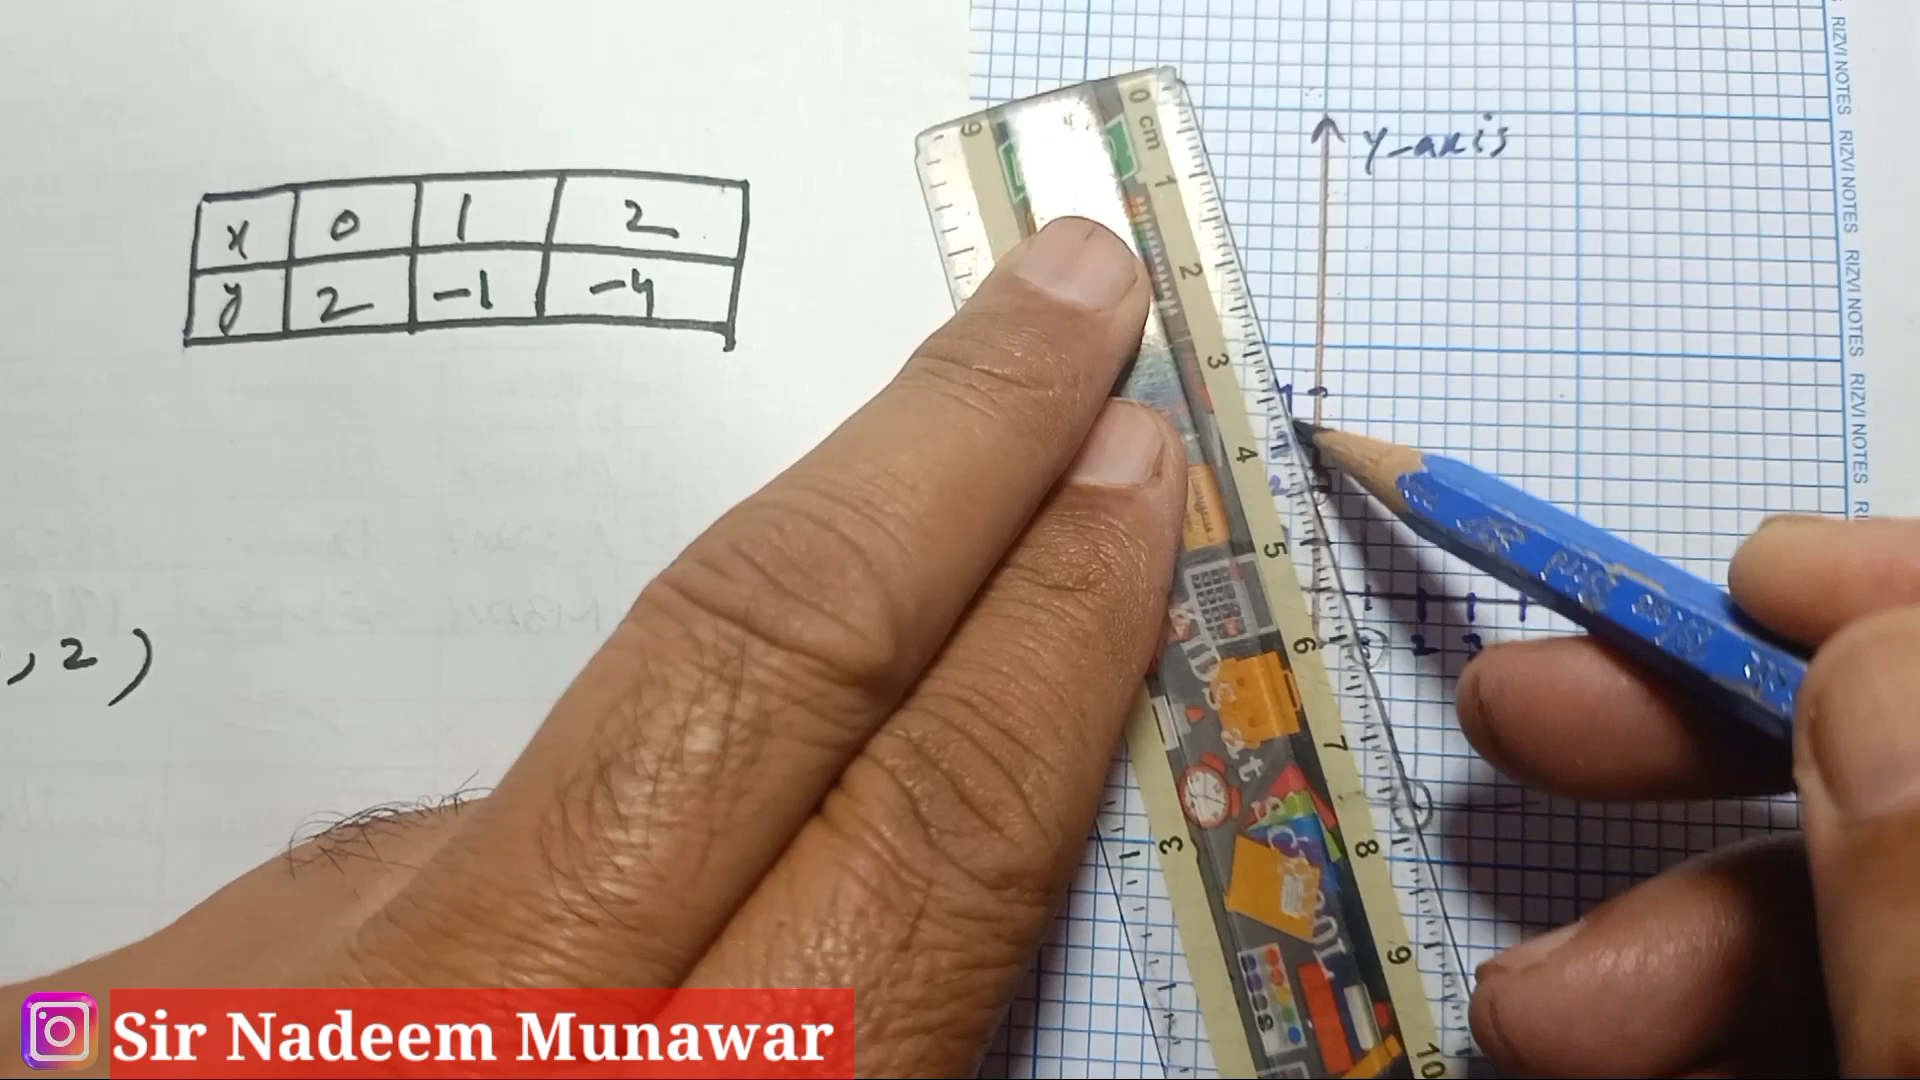 x 0 1 2
y 2 -1 -4
, 2 )
y-axis
0 cm 1 2 3 4 5 6 7 8 9 10
KIDS at SCHOOL
3
RIZVI NOTES RIZVI NOTES RIZVI NOTES RIZVI NOTES
Sir Nadeem Munawar